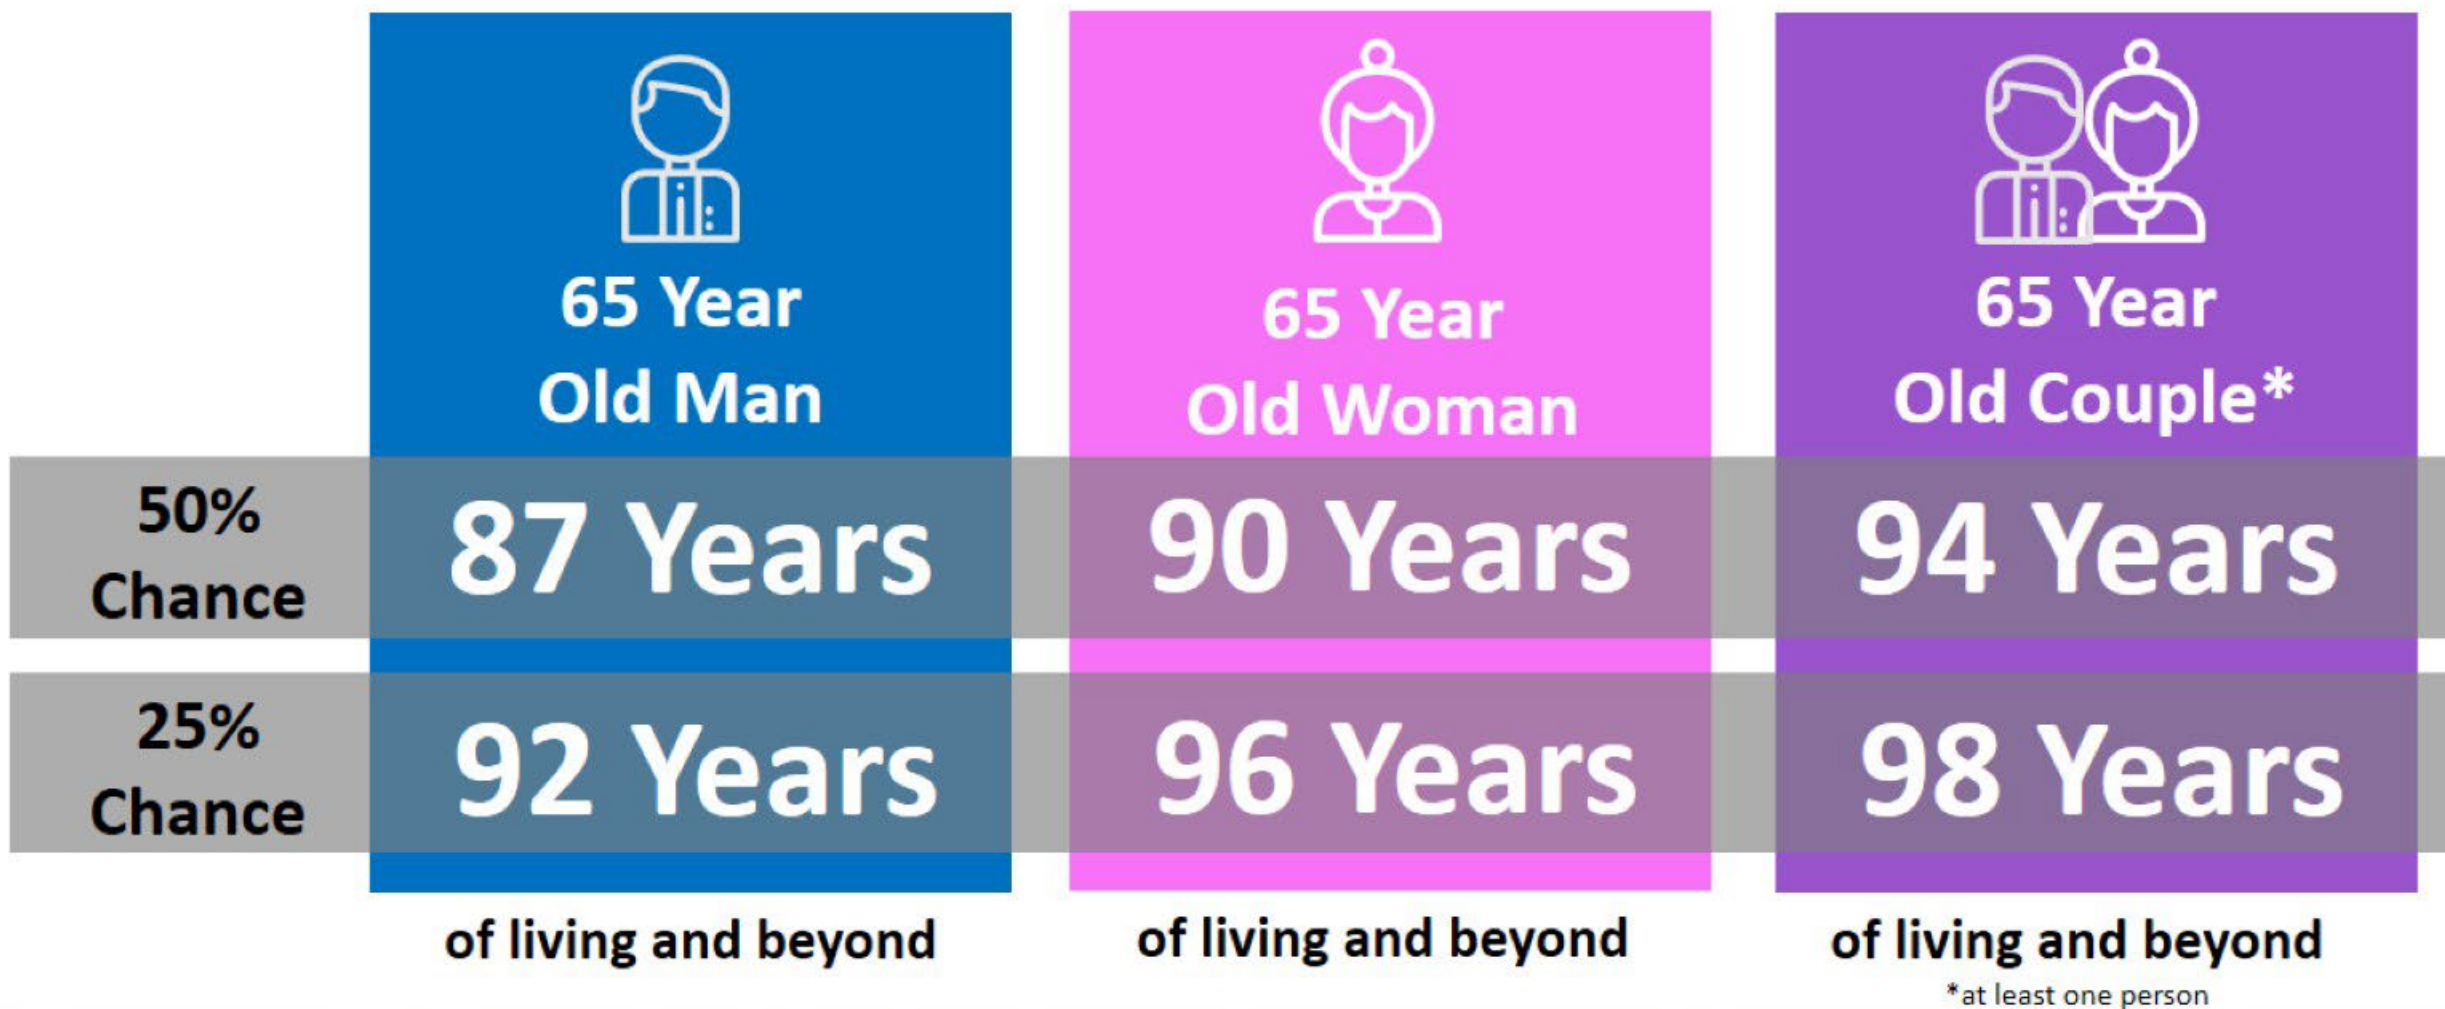 65 Year
Old Man
65 Year
Old Woman
65 Year
Old Couple*
50%
Chance
87 Years
90 Years
94 Years
25%
Chance
92 Years
96 Years
98 Years
of living and beyond
of living and beyond
of living and beyond
*at least one person